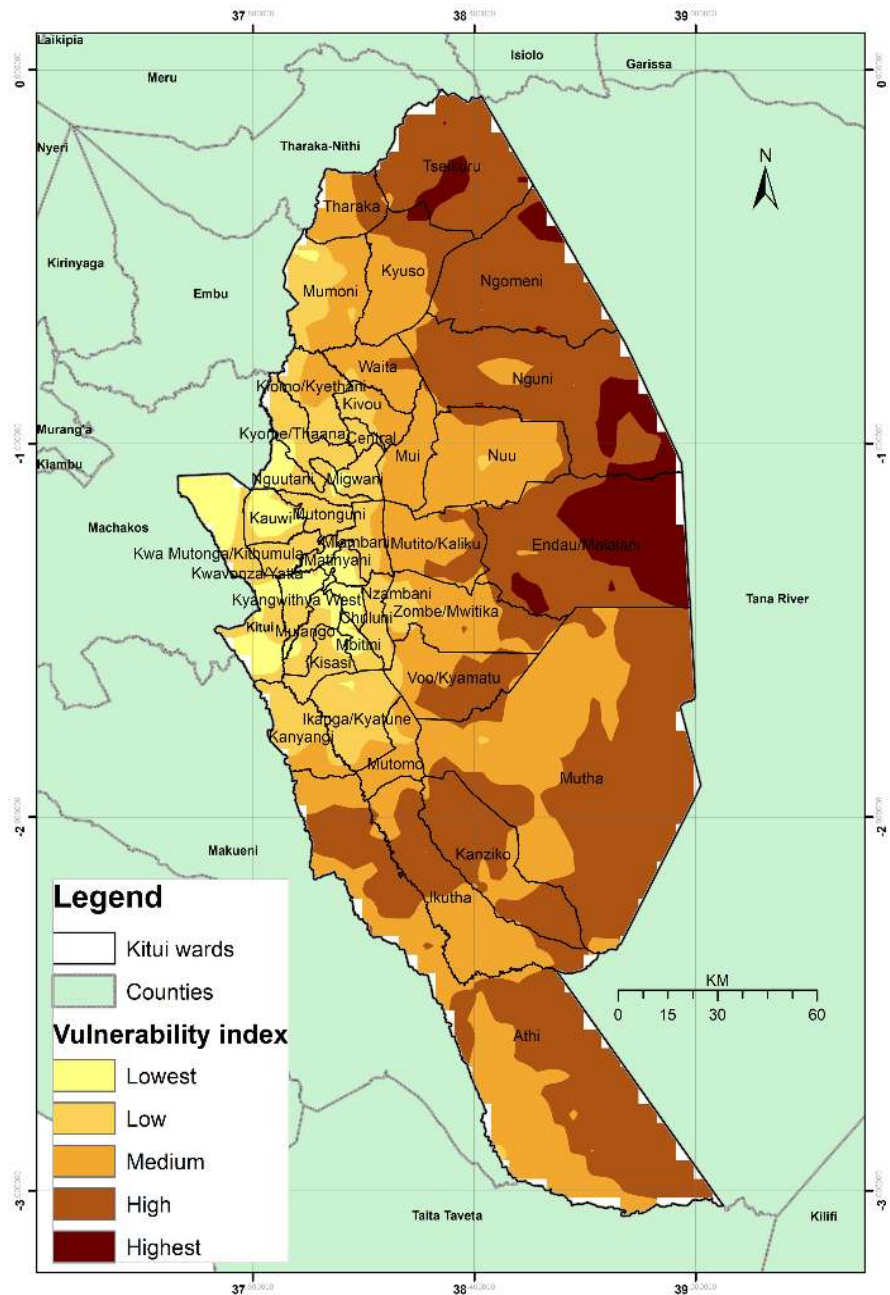 37
38
39
Laikipia
Isiolo
Garissa
Meru
0
Nyeri
Tharaka-Nithi
Tseikuru
N
Tharaka
Kirinyaga
Embu
Kyuso
Ngomeni
Mumoni
Waita
Nguni
Kiomo/Kyethani
Kivou
Murang'a
Kyome/Thaana
Central
-1
Kiambu
Mui
Nuu
Nguutani
Migwani
Kauwi
Mutonguni
Machakos
Miambani
Mutito/Kaliku
Endau/Malalani
Kwa Mutonga/Kithumula
Matinyani
Kwavonza/Yatta
Kyangwithya West
Nzambani
Tana River
Zombe/Mwitika
Chuluni
Kitui
Mulango
Mbitini
Kisasi
Voo/Kyamatu
Ikanga/Kyatune
Kanyangi
Mutomo
Mutha
-2
Makueni
Kanziko
Ikutha
Legend
Kitui wards
Counties
Vulnerability index
Lowest
Low
Medium
High
Highest
KM
0 15 30 60
Athi
-3
Taita Taveta
Kilifi
37
38
39